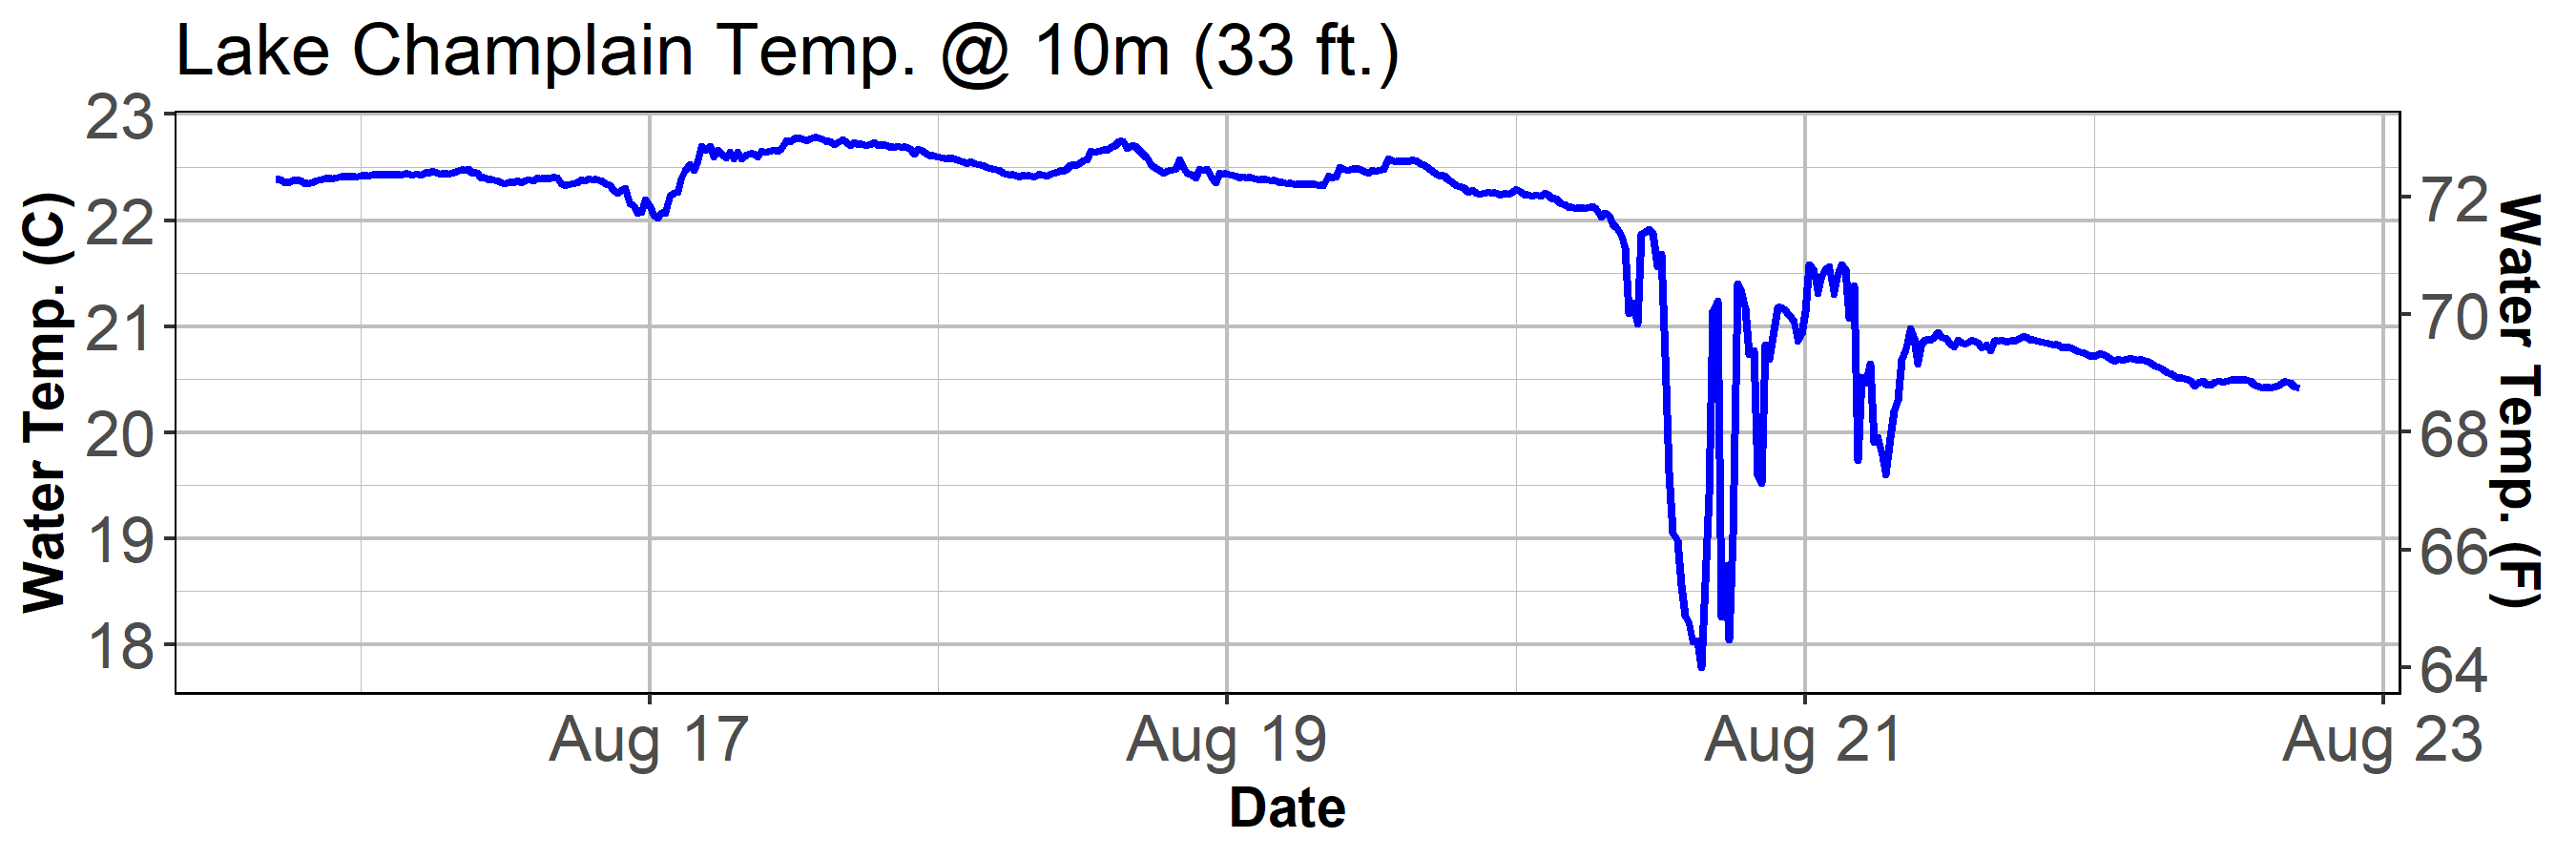 Lake Champlain Temp. @ 10m (33 ft.)
Water Temp. (C)
23
22
21
20
19
18
72
70
68
66
64
Water Temp. (F)
Aug 17 Aug 19 Aug 21 Aug 23
Date